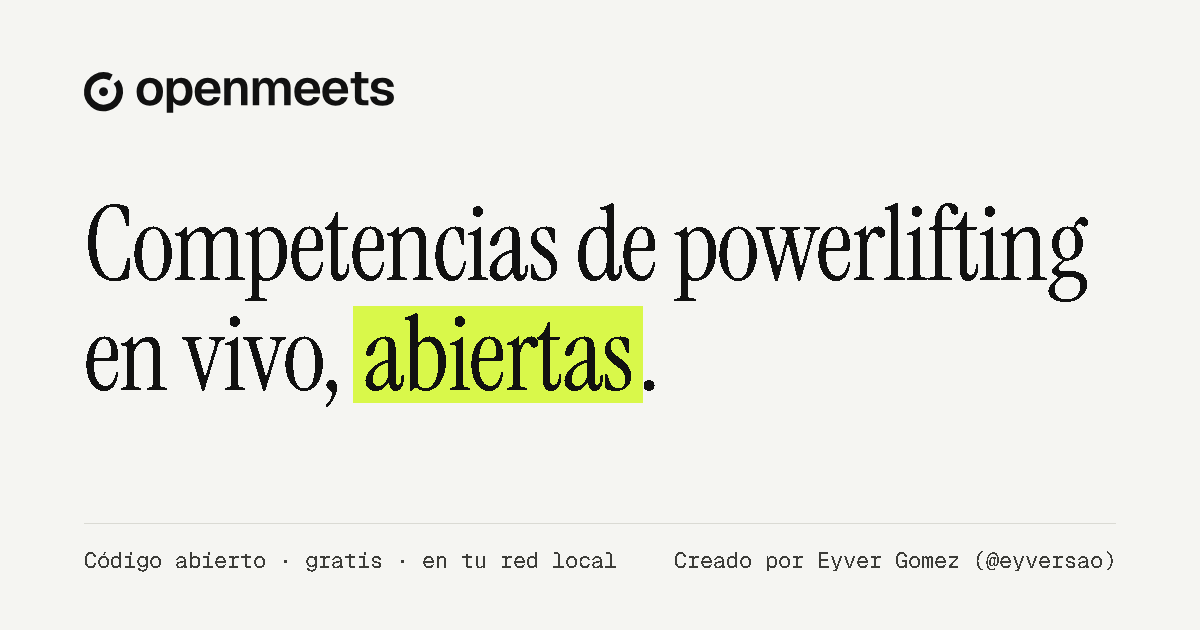 openmeets
Competencias de powerlifting
en vivo, abiertas.
Código abierto · gratis · en tu red local
Creado por Eyver Gomez (@eyversao)